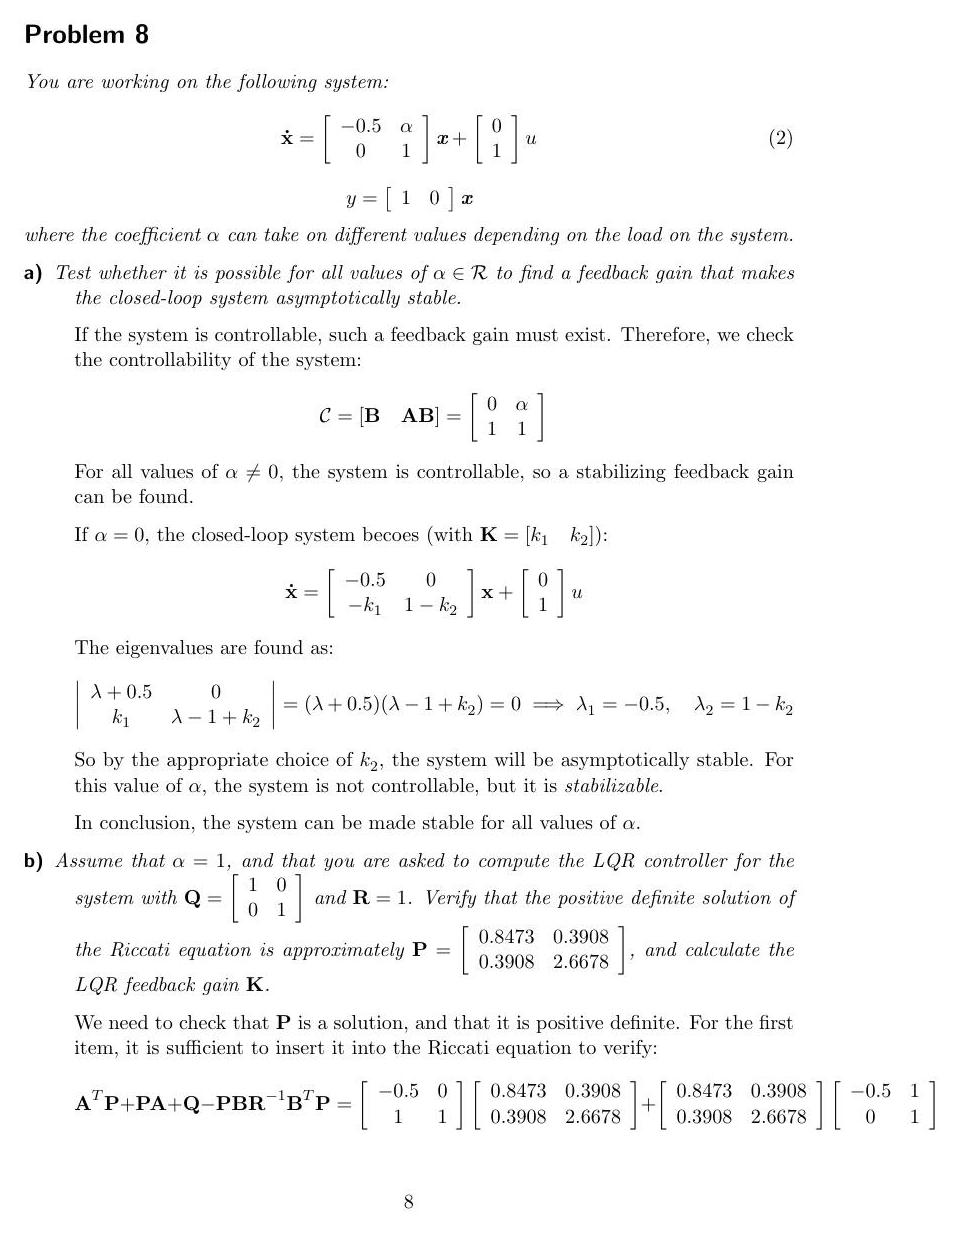 Problem 8
You are working on the following system:
ẋ = [ −0.5 α ; 0 1 ] x + [ 0 ; 1 ] u (2)
y = [ 1 0 ] x
where the coefficient α can take on different values depending on the load on the system.
a) Test whether it is possible for all values of α ∈ R to find a feedback gain that makes
the closed-loop system asymptotically stable.
If the system is controllable, such a feedback gain must exist. Therefore, we check
the controllability of the system:
C = [B AB] = [ 0 α ; 1 1 ]
For all values of α ≠ 0, the system is controllable, so a stabilizing feedback gain
can be found.
If α = 0, the closed-loop system becoes (with K = [k₁ k₂]):
ẋ = [ −0.5 0 ; −k₁ 1 − k₂ ] x + [ 0 ; 1 ] u
The eigenvalues are found as:
| λ + 0.5 0 ; k₁ λ − 1 + k₂ | = (λ + 0.5)(λ − 1 + k₂) = 0 ⟹ λ₁ = −0.5, λ₂ = 1 − k₂
So by the appropriate choice of k₂, the system will be asymptotically stable. For
this value of α, the system is not controllable, but it is stabilizable.
In conclusion, the system can be made stable for all values of α.
b) Assume that α = 1, and that you are asked to compute the LQR controller for the
system with Q = [ 1 0 ; 0 1 ] and R = 1. Verify that the positive definite solution of
the Riccati equation is approximately P = [ 0.8473 0.3908 ; 0.3908 2.6678 ], and calculate the
LQR feedback gain K.
We need to check that P is a solution, and that it is positive definite. For the first
item, it is sufficient to insert it into the Riccati equation to verify:
AᵀP+PA+Q−PBR⁻¹BᵀP = [ −0.5 0 ; 1 1 ] [ 0.8473 0.3908 ; 0.3908 2.6678 ] + [ 0.8473 0.3908 ; 0.3908 2.6678 ] [ −0.5 1 ; 0 1 ]
8